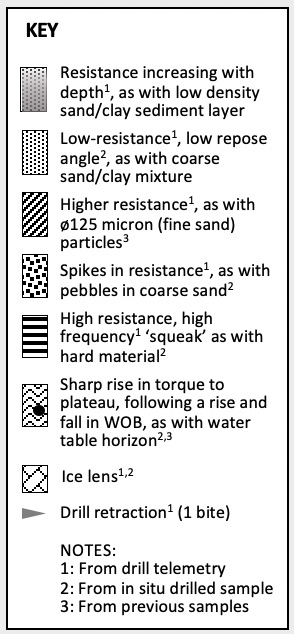 KEY
Resistance increasing with
depth¹, as with low density
sand/clay sediment layer
Low-resistance¹, low repose
angle², as with coarse
sand/clay mixture
Higher resistance¹, as with
ø125 micron (fine sand)
particles³
Spikes in resistance¹, as with
pebbles in coarse sand²
High resistance, high
frequency¹ ‘squeak’ as with
hard material²
Sharp rise in torque to
plateau, following a rise and
fall in WOB, as with water
table horizon²,³
Ice lens¹,²
Drill retraction¹ (1 bite)
NOTES:
1: From drill telemetry
2: From in situ drilled sample
3: From previous samples